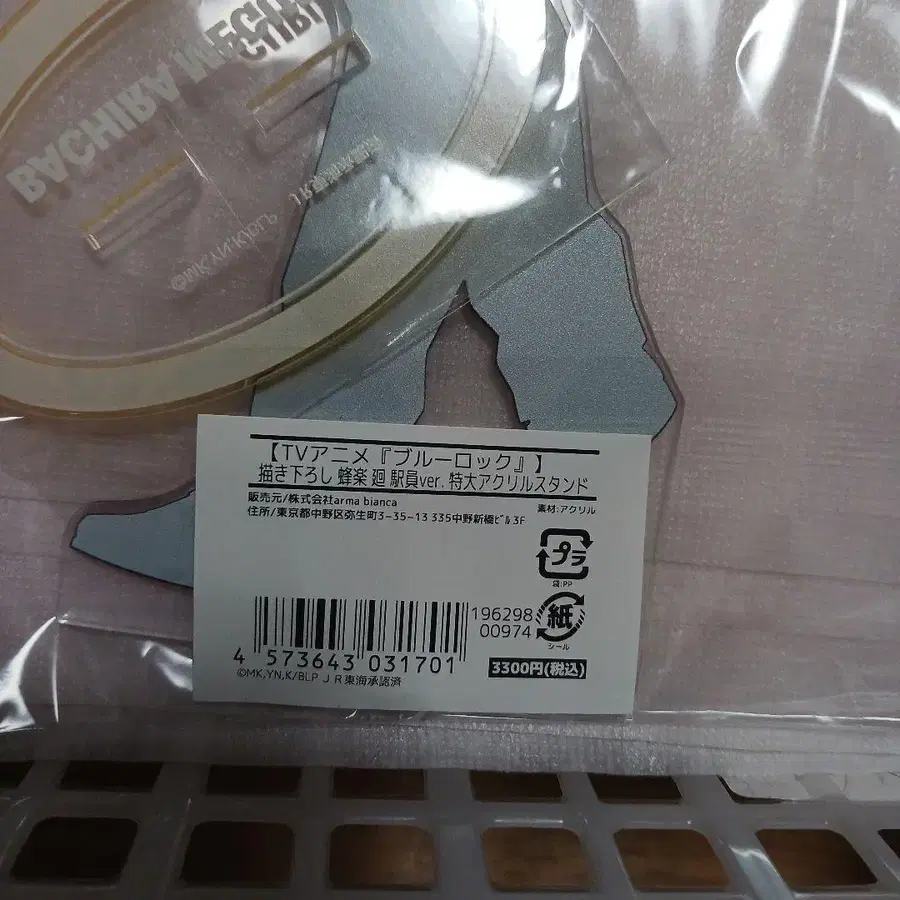 BACHIRA MEGU
©MK,YN,K/BLP
【TVアニメ『ブルーロック』】
描き下ろし 蜂楽 廻 駅員ver. 特大アクリルスタンド
販売元/株式会社arma bianca
素材:アクリル
住所/東京都中野区弥生町3-35-13 335中野新橋ビル3F
プラ
袋:PP
196298
00974
紙
シール
4 573643 031701
3300円(税込)
©MK,YN,K/BLP JR東海承認済